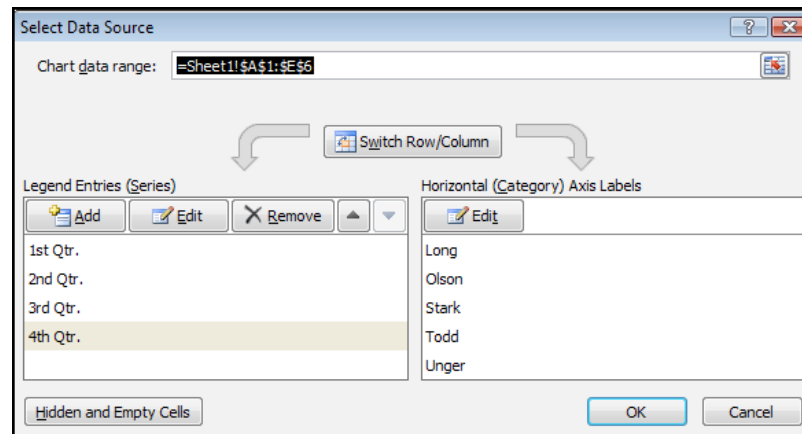 Select Data Source
Chart data range: =Sheet1!$A$1:$E$6
Switch Row/Column
Legend Entries (Series)
Add Edit Remove
1st Qtr.
2nd Qtr.
3rd Qtr.
4th Qtr.
Horizontal (Category) Axis Labels
Edit
Long
Olson
Stark
Todd
Unger
Hidden and Empty Cells
OK Cancel